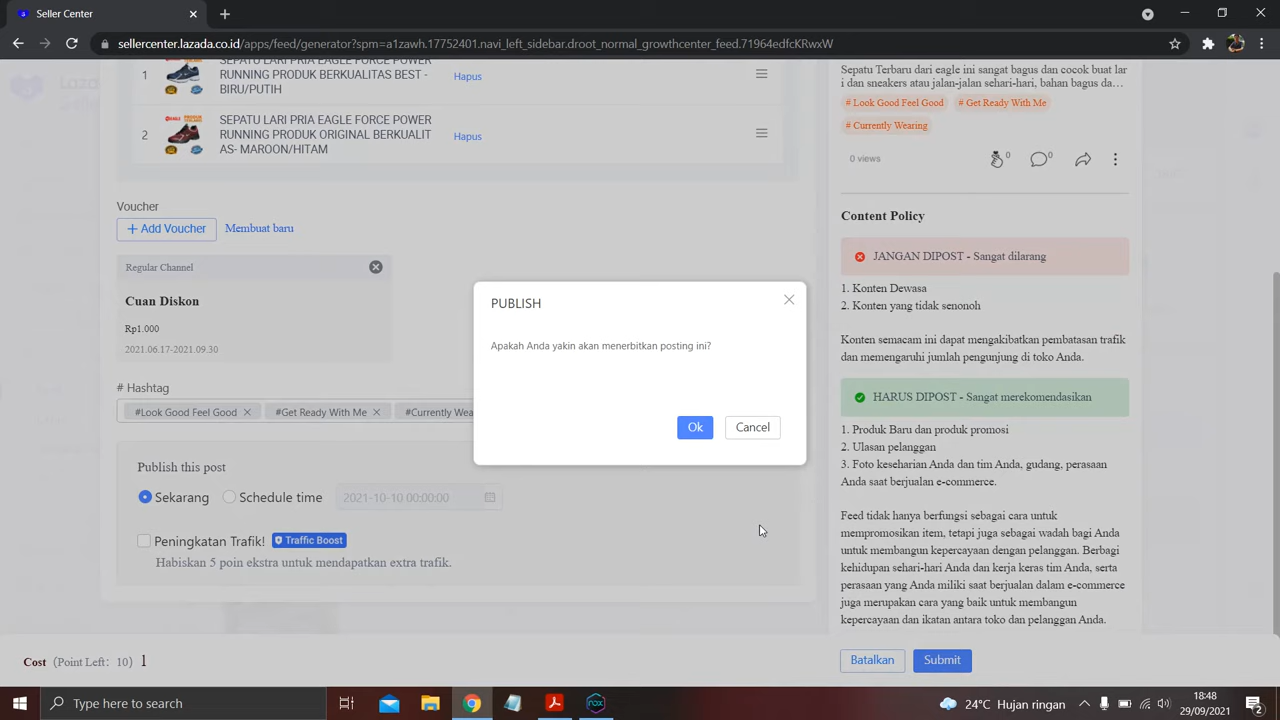 Seller Center
sellercenter.lazada.co.id/apps/feed/generator?spm=a1zawh.17752401.navi_left_sidebar.droot_normal_growthcenter_feed.71964edfcKRwxW
SEPATU LARI PRIA EAGLE FORCE POWER
1 RUNNING PRODUK BERKUALITAS BEST - Hapus
BIRU/PUTIH
SEPATU LARI PRIA EAGLE FORCE POWER
2 RUNNING PRODUK ORIGINAL BERKUALIT Hapus
AS- MAROON/HITAM
Voucher
+ Add Voucher Membuat baru
Regular Channel
Cuan Diskon
Rp1.000
2021.06.17-2021.09.30
# Hashtag
#Look Good Feel Good #Get Ready With Me #Currently Wea
Publish this post
Sekarang Schedule time 2021-10-10 00:00:00
Peningkatan Trafik! Traffic Boost
Habiskan 5 poin ekstra untuk mendapatkan extra trafik.
PUBLISH
Apakah Anda yakin akan menerbitkan posting ini?
Ok Cancel
Sepatu Terbaru dari eagle ini sangat bagus dan cocok buat lar
i dan sneakers atau jalan-jalan sehari-hari, bahan bagus da…
# Look Good Feel Good # Get Ready With Me
# Currently Wearing
0 views 0 0
Content Policy
JANGAN DIPOST - Sangat dilarang
1. Konten Dewasa
2. Konten yang tidak senonoh
Konten semacam ini dapat mengakibatkan pembatasan trafik
dan memengaruhi jumlah pengunjung di toko Anda.
HARUS DIPOST - Sangat merekomendasikan
1. Produk Baru dan produk promosi
2. Ulasan pelanggan
3. Foto keseharian Anda dan tim Anda, gudang, perasaan
Anda saat berjualan e-commerce.
Feed tidak hanya berfungsi sebagai cara untuk
mempromosikan item, tetapi juga sebagai wadah bagi Anda
untuk membangun kepercayaan dengan pelanggan. Berbagi
kehidupan sehari-hari Anda dan kerja keras tim Anda, serta
perasaan yang Anda miliki saat berjualan dalam e-commerce
juga merupakan cara yang baik untuk membangun
kepercayaan dan ikatan antara toko dan pelanggan Anda.
Cost (Point Left: 10) 1
Batalkan Submit
Type here to search
nox
24°C Hujan ringan
18:48
29/09/2021
2